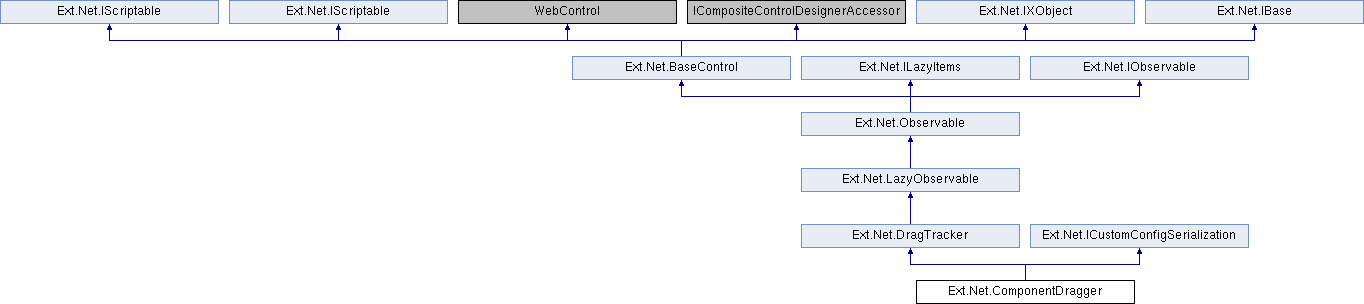 Ext.Net.IScriptable
Ext.Net.IScriptable
WebControl
ICompositeControlDesignerAccessor
Ext.Net.IXObject
Ext.Net.IBase
Ext.Net.BaseControl
Ext.Net.ILazyItems
Ext.Net.IObservable
Ext.Net.Observable
Ext.Net.LazyObservable
Ext.Net.DragTracker
Ext.Net.ICustomConfigSerialization
Ext.Net.ComponentDragger